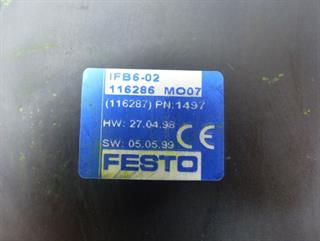 IFB6-02
116286 MO07
(116287) PN:1497
HW: 27.04.98
SW: 05.05.99 CE
FESTO